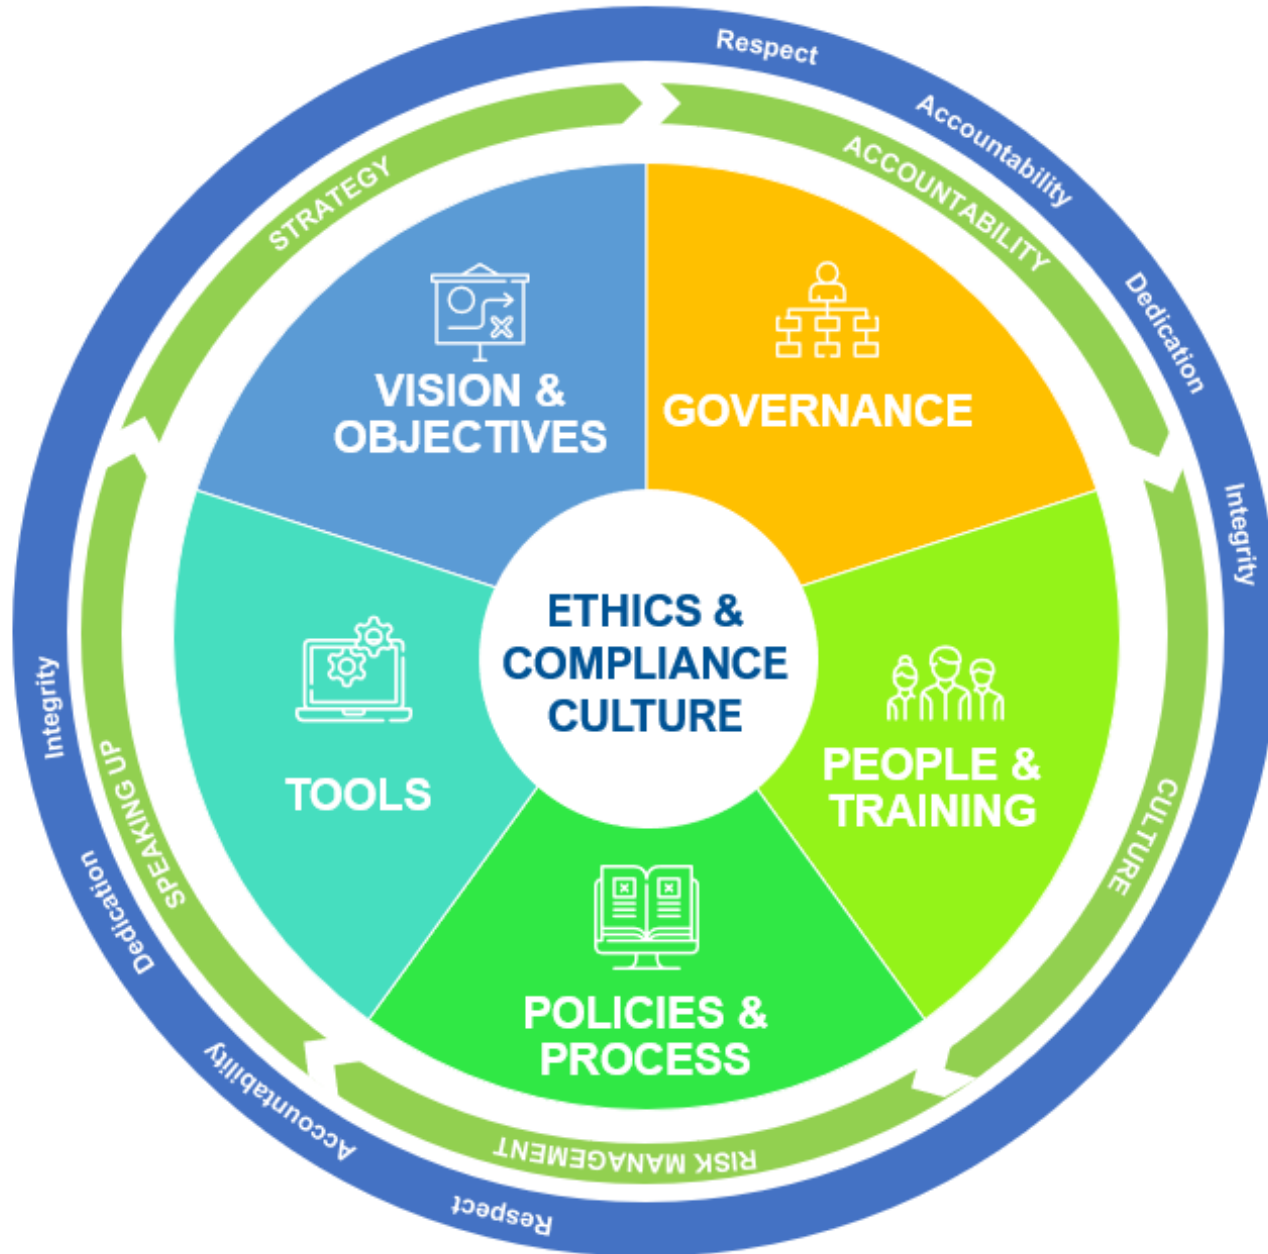 Respect
Accountability
Dedication
Integrity
STRATEGY
ACCOUNTABILITY
VISION &
OBJECTIVES
GOVERNANCE
ETHICS &
COMPLIANCE
CULTURE
TOOLS
PEOPLE &
TRAINING
POLICIES &
PROCESS
CULTURE
RISK MANAGEMENT
SPEAKING UP
Respect
Accountability
Dedication
Integrity